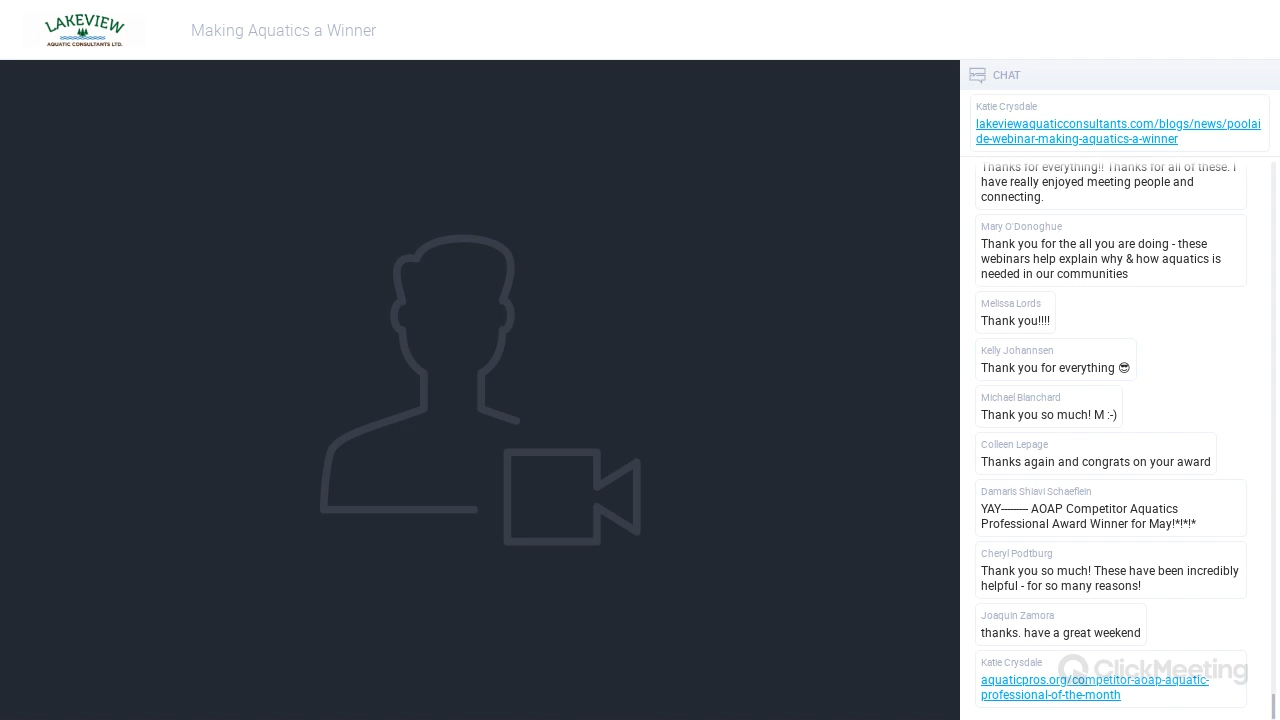 LAKEVIEW
AQUATIC CONSULTANTS LTD.
Making Aquatics a Winner
CHAT
Katie Crysdale
lakeviewaquaticconsultants.com/blogs/news/poolai
de-webinar-making-aquatics-a-winner
Thanks for everything!! Thanks for all of these. I
have really enjoyed meeting people and
connecting.
Mary O'Donoghue
Thank you for the all you are doing - these
webinars help explain why & how aquatics is
needed in our communities
Melissa Lords
Thank you!!!!
Kelly Johannsen
Thank you for everything 😎
Michael Blanchard
Thank you so much! M :-)
Colleen Lepage
Thanks again and congrats on your award
Damaris Shlavi Schaeflein
YAY-------- AOAP Competitor Aquatics
Professional Award Winner for May!*!*!*
Cheryl Podtburg
Thank you so much! These have been incredibly
helpful - for so many reasons!
Joaquin Zamora
thanks. have a great weekend
Katie Crysdale
aquaticpros.org/competitor-aoap-aquatic-
professional-of-the-month
ClickMeeting